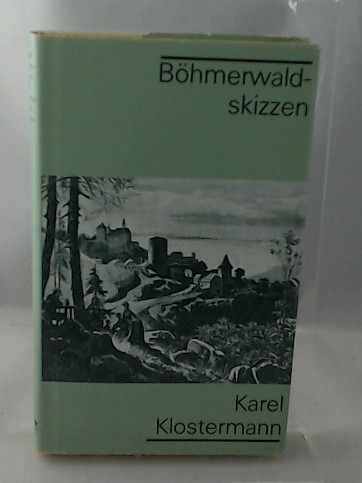 Böhmerwald-
skizzen
Karel
Klostermann